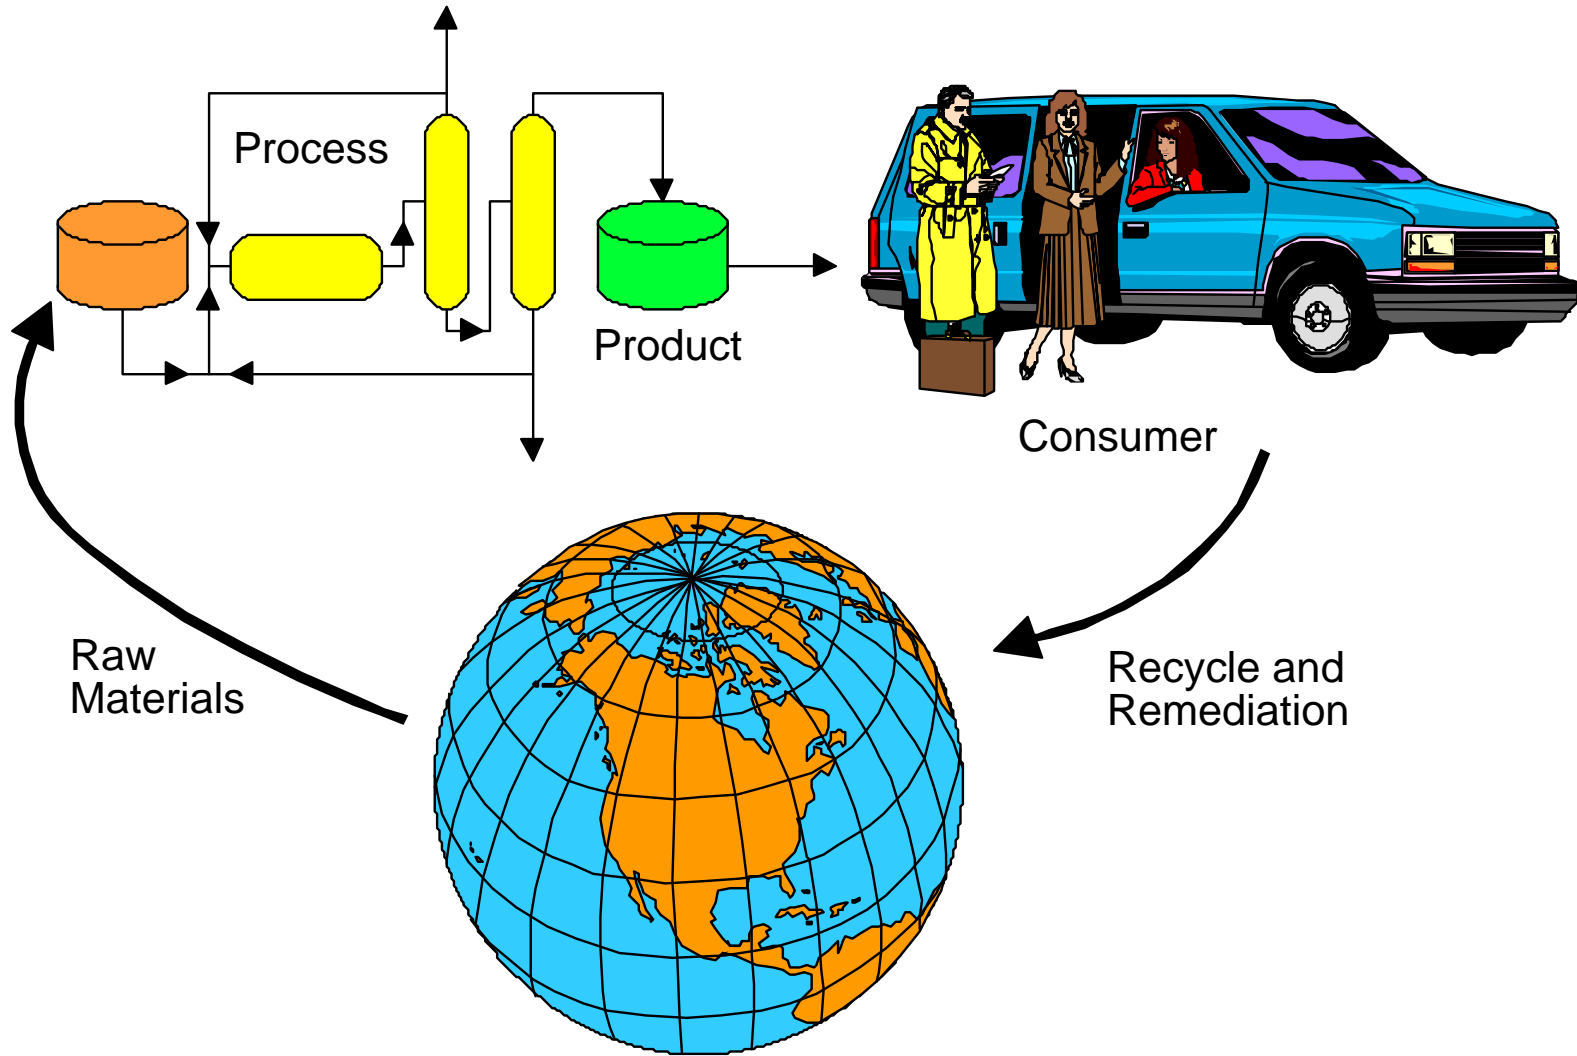 Process
Product
Consumer
Raw
Materials
Recycle and
Remediation